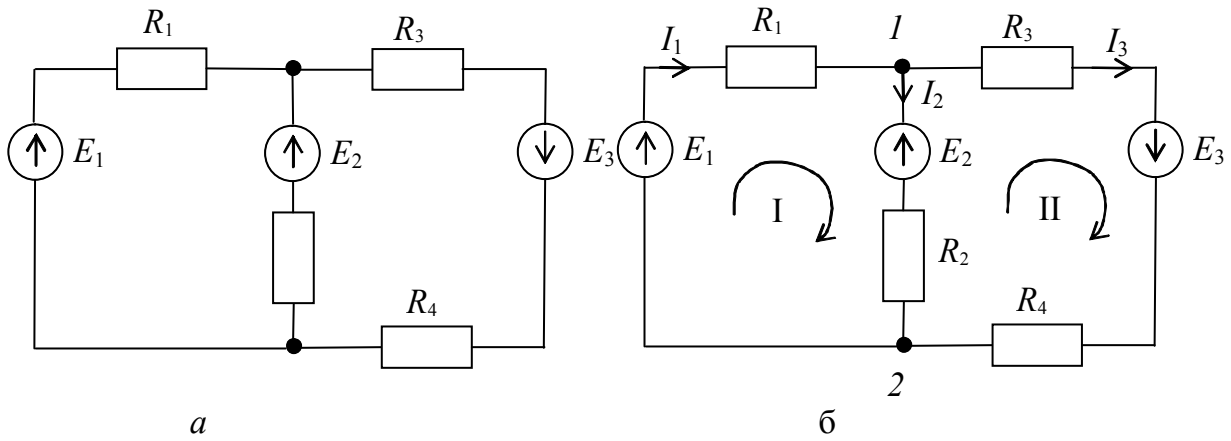 R1 R3
E1 E2 E3
R4
а
I1 R1 1 R3 I3
I2
E1 E2 E3
I II
R2
R4
2
б